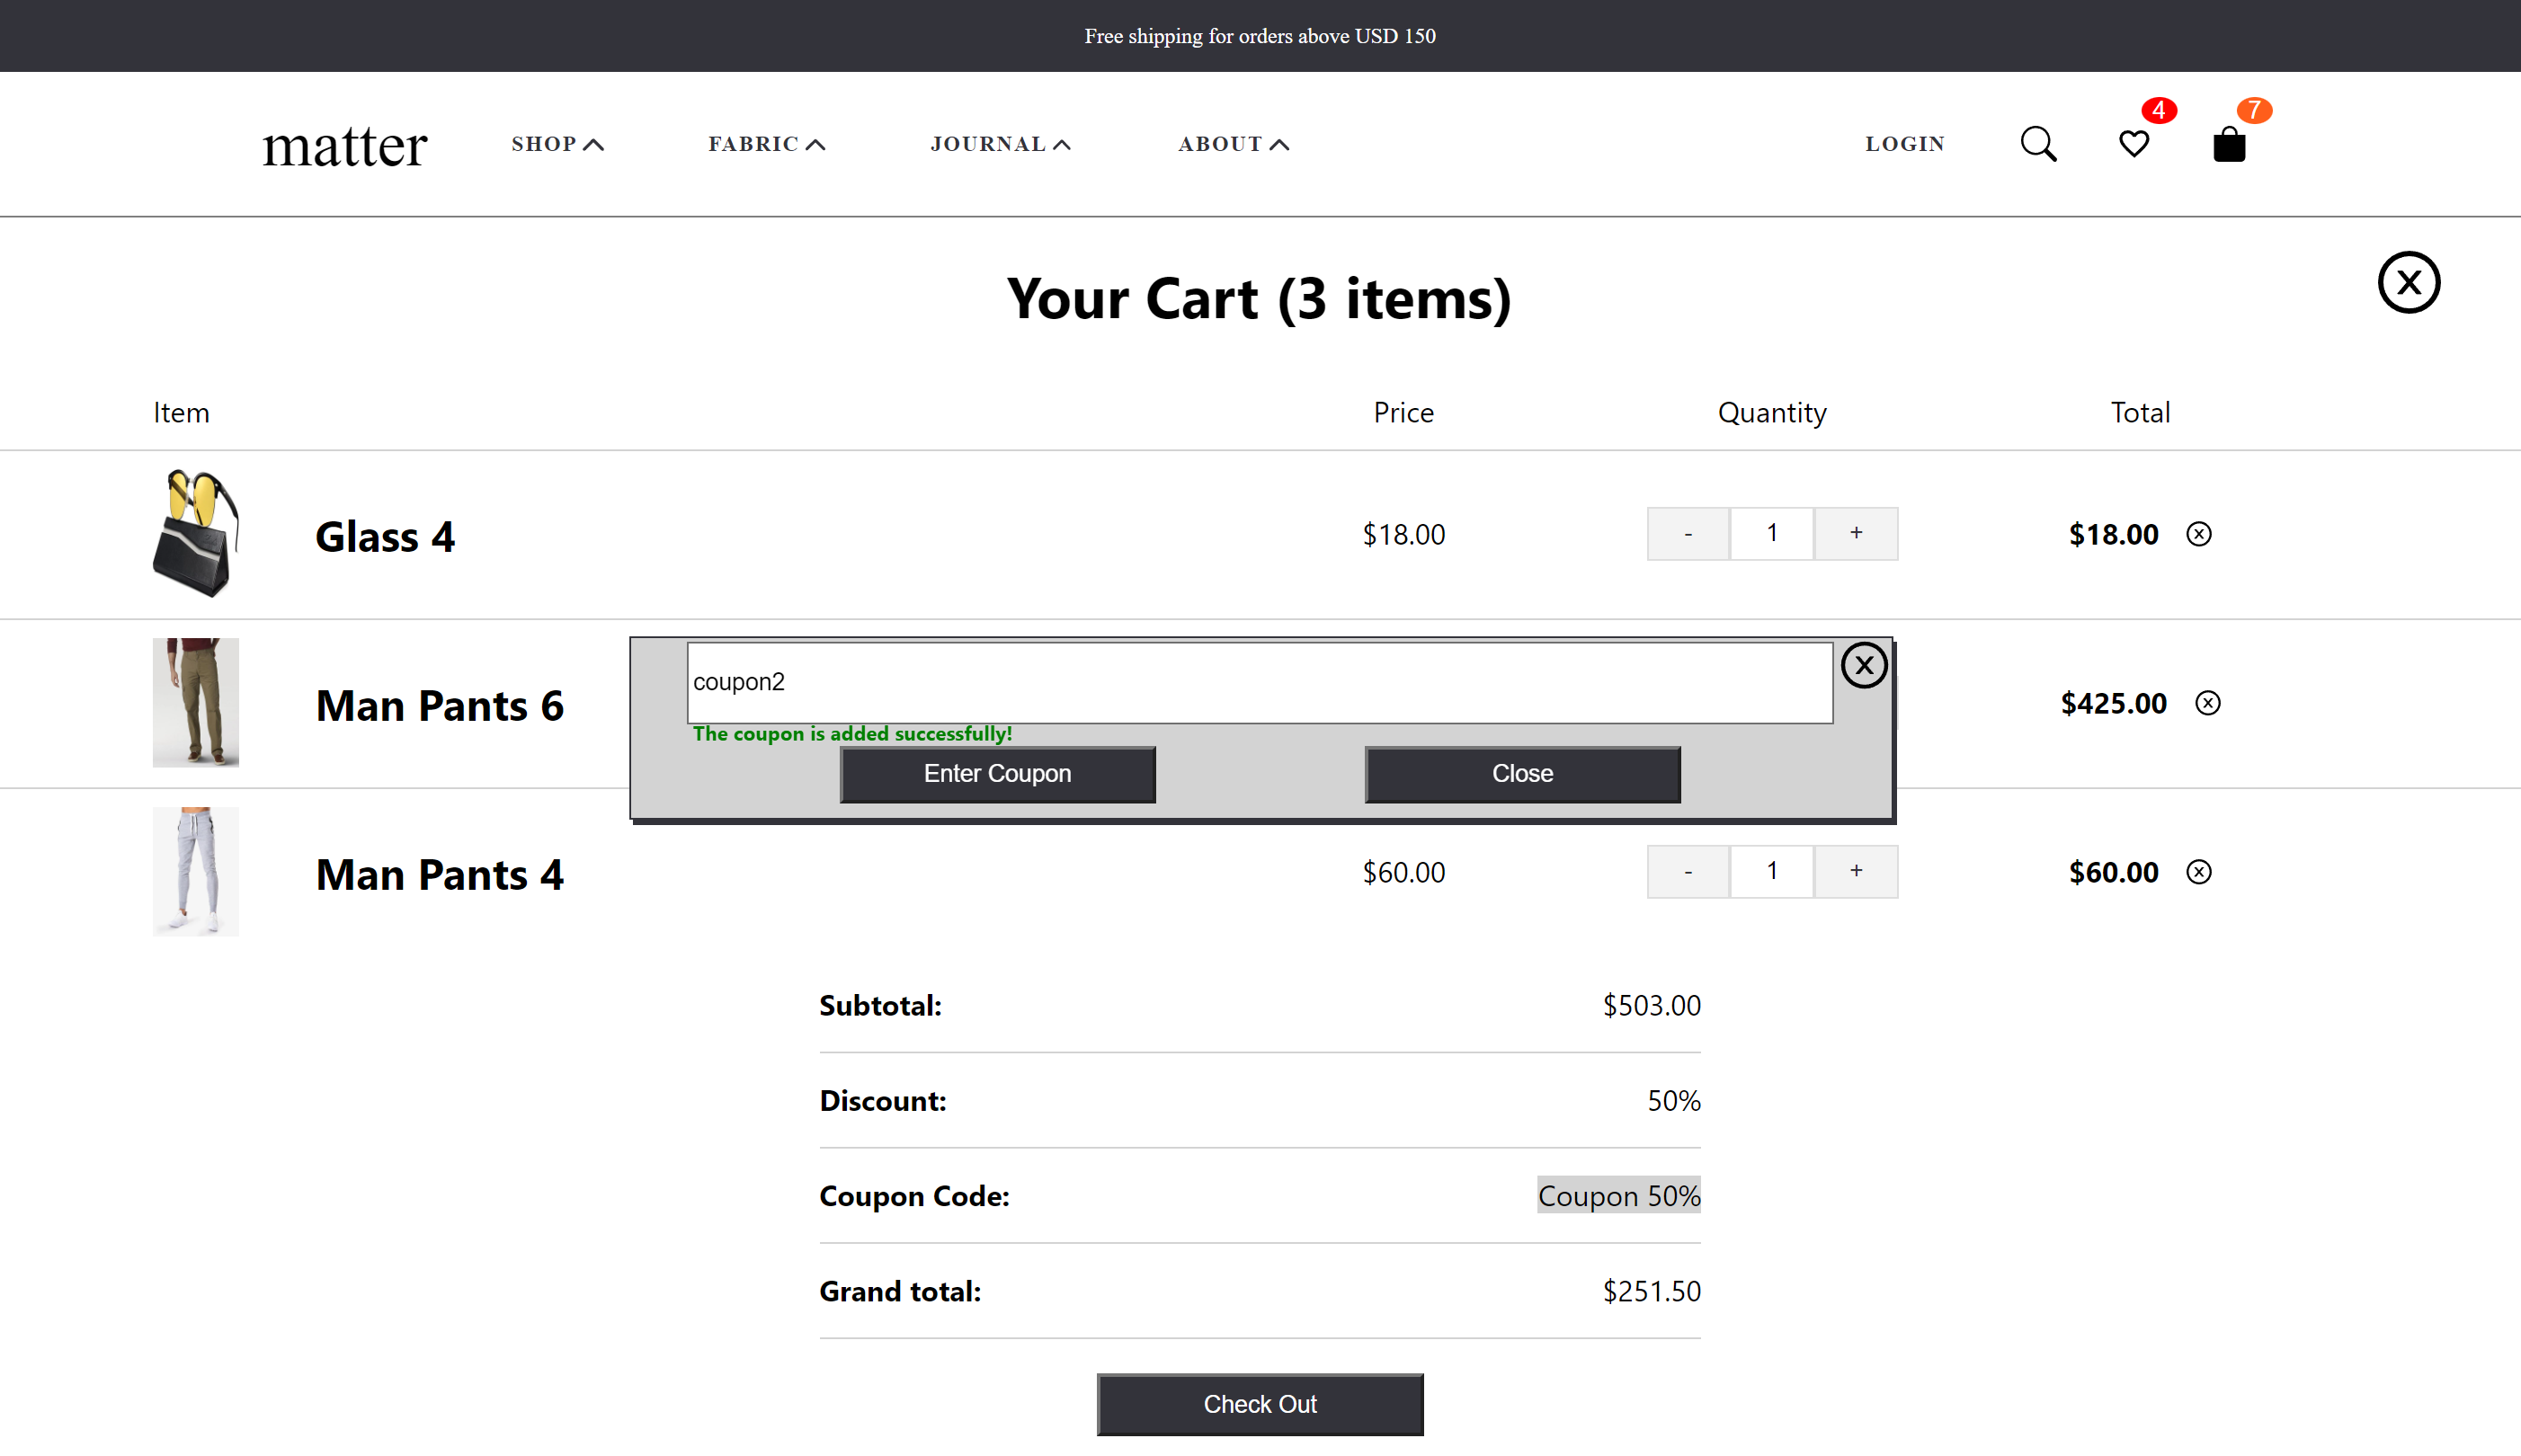 Free shipping for orders above USD 150
matter SHOP FABRIC JOURNAL ABOUT LOGIN 4 7
Your Cart (3 items) X
Item Price Quantity Total
Glass 4 $18.00 - 1 + $18.00 x
Man Pants 6 $425.00 x
coupon2 X
The coupon is added successfully!
Enter Coupon Close
Man Pants 4 $60.00 - 1 + $60.00 x
Subtotal: $503.00
Discount: 50%
Coupon Code: Coupon 50%
Grand total: $251.50
Check Out